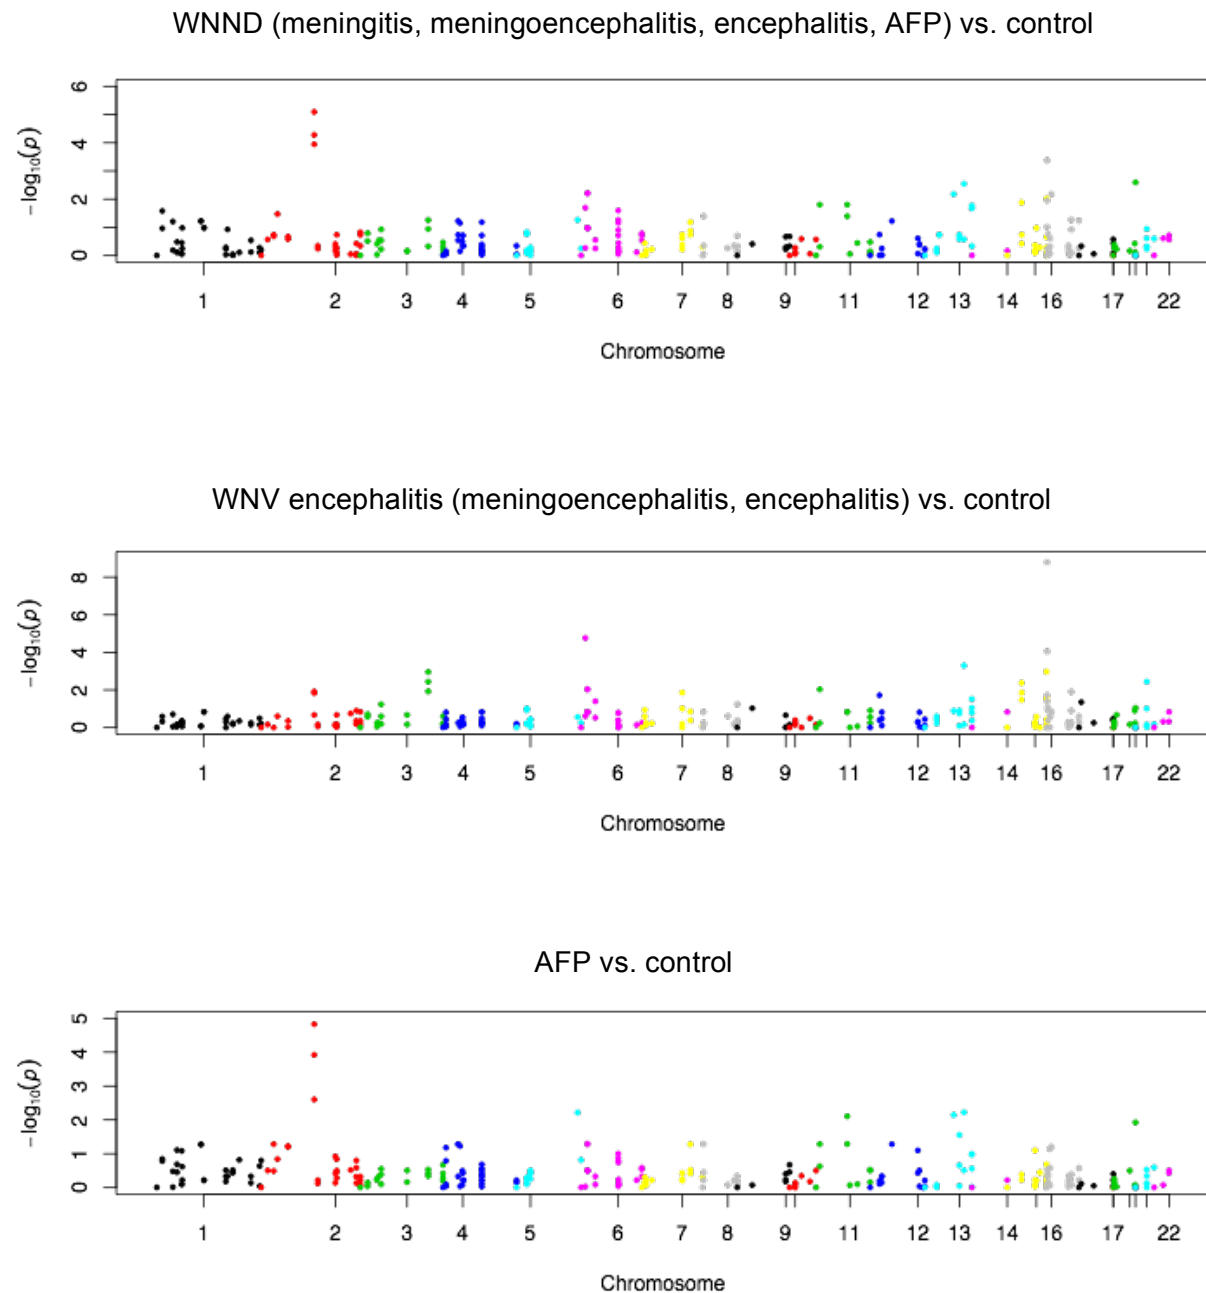 WNND (meningitis, meningoencephalitis, encephalitis, AFP) vs. control
6
4
2
0
−log10(p)
1 2 3 4 5 6 7 8 9 11 12 13 14 16 17 22
Chromosome
WNV encephalitis (meningoencephalitis, encephalitis) vs. control
8
6
4
2
0
−log10(p)
1 2 3 4 5 6 7 8 9 11 12 13 14 16 17 22
Chromosome
AFP vs. control
5
4
3
2
1
0
−log10(p)
1 2 3 4 5 6 7 8 9 11 12 13 14 16 17 22
Chromosome